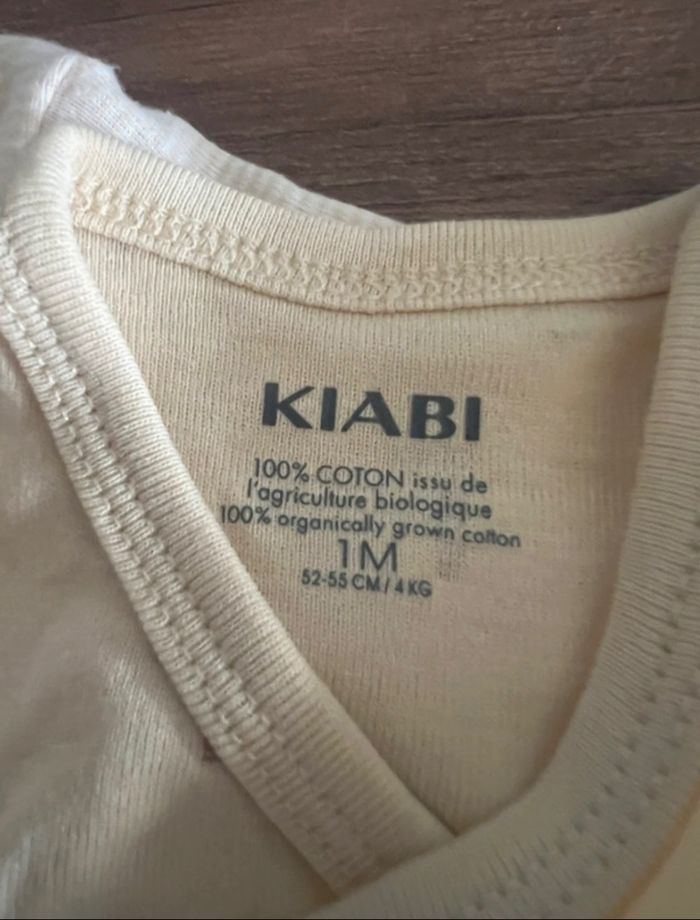 KIABI
100% COTON issu de
l'agriculture biologique
100% organically grown cotton
1M
52-55 CM / 4 KG